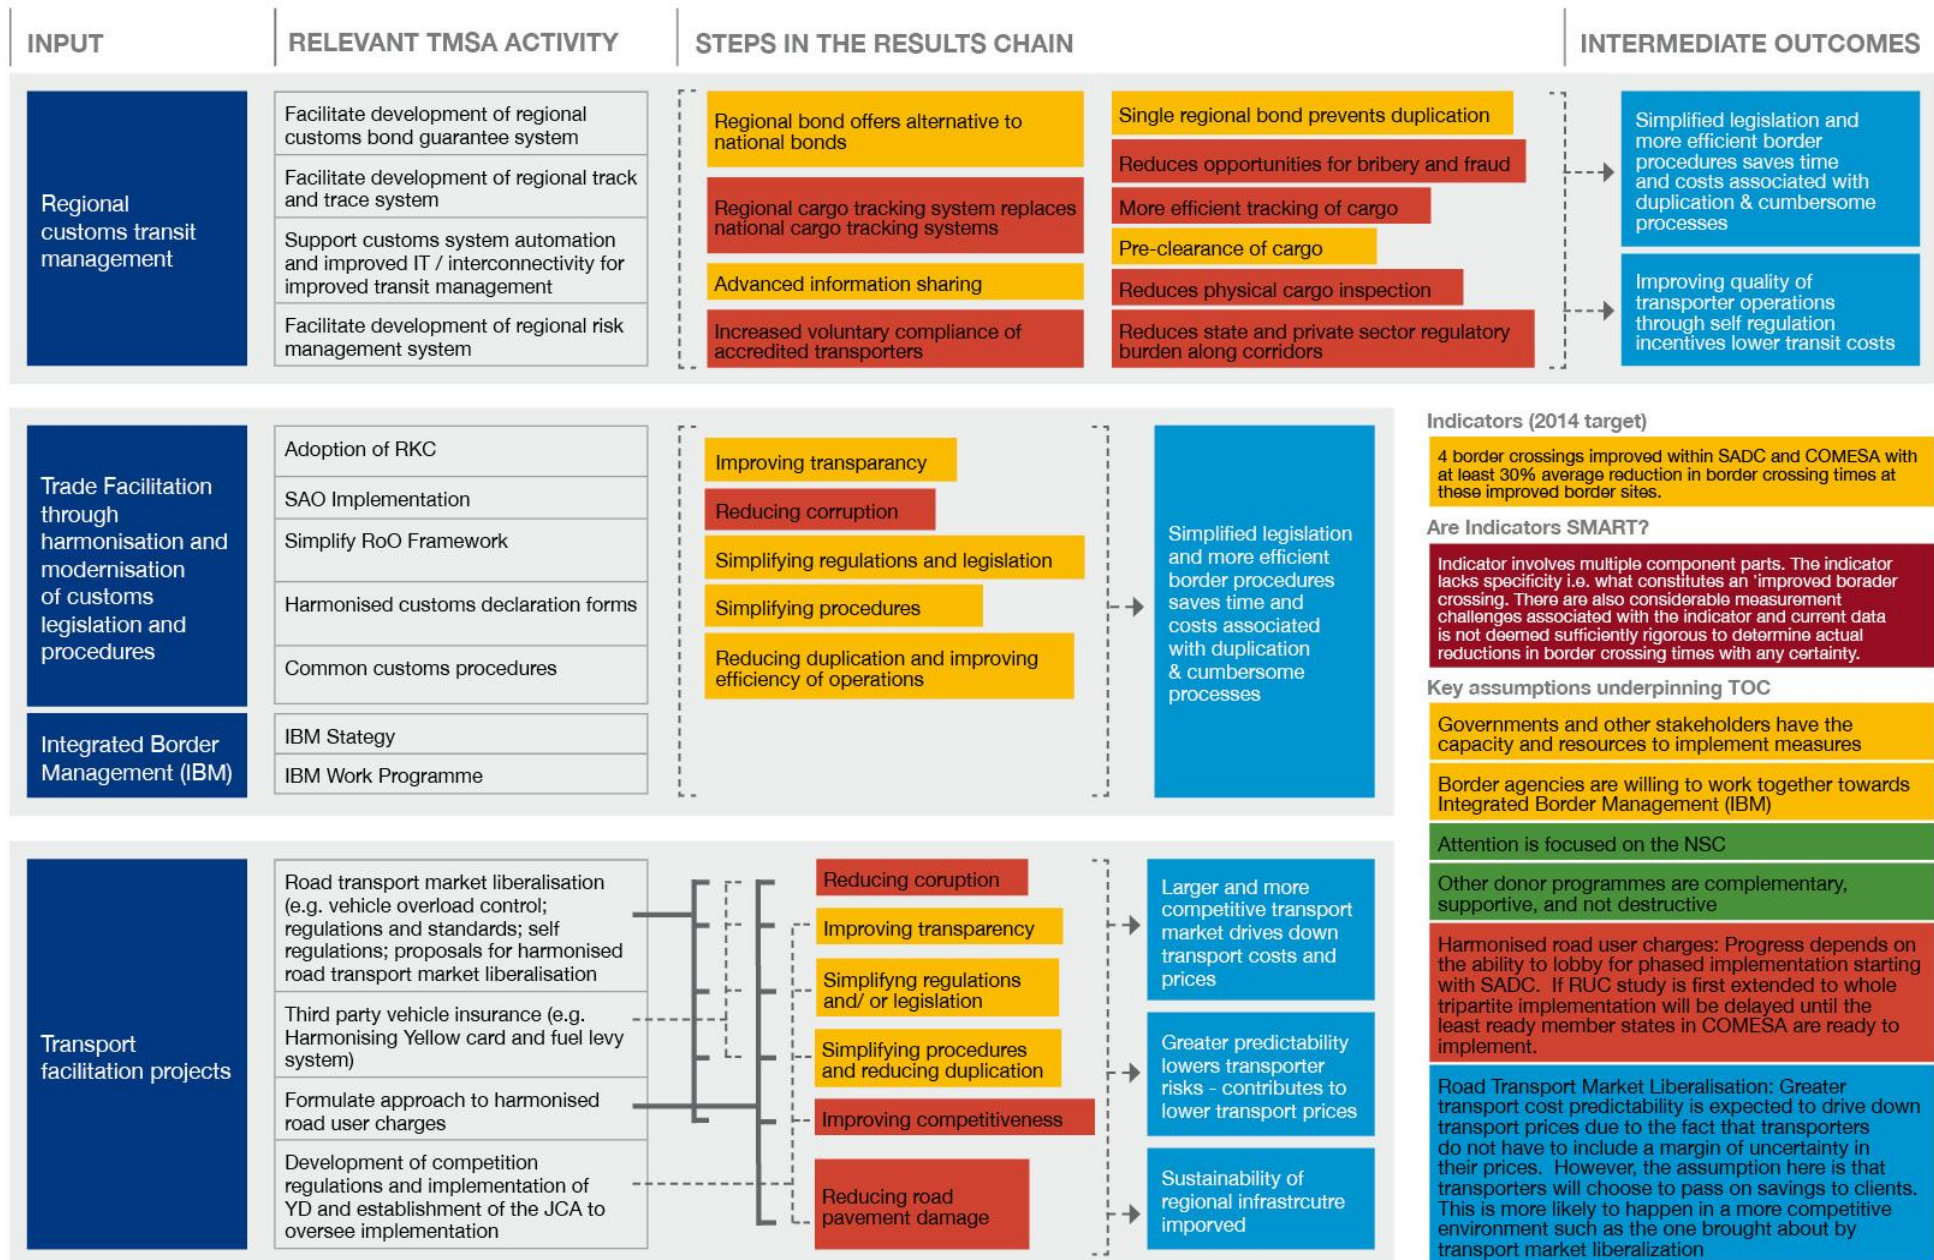 INPUT
RELEVANT TMSA ACTIVITY
STEPS IN THE RESULTS CHAIN
INTERMEDIATE OUTCOMES
Regional
customs transit
management
Facilitate development of regional
customs bond guarantee system
Facilitate development of regional track
and trace system
Support customs system automation
and improved IT / interconnectivity for
improved transit management
Facilitate development of regional risk
management system
Regional bond offers alternative to
national bonds
Regional cargo tracking system replaces
national cargo tracking systems
Advanced information sharing
Increased voluntary compliance of
accredited transporters
Single regional bond prevents duplication
Reduces opportunities for bribery and fraud
More efficient tracking of cargo
Pre-clearance of cargo
Reduces physical cargo inspection
Reduces state and private sector regulatory
burden along corridors
Simplified legislation and
more efficient border
procedures saves time
and costs associated with
duplication & cumbersome
processes
Improving quality of
transporter operations
through self regulation
incentives lower transit costs
Trade Facilitation
through
harmonisation and
modernisation
of customs
legislation and
procedures
Integrated Border
Management (IBM)
Adoption of RKC
SAO Implementation
Simplify RoO Framework
Harmonised customs declaration forms
Common customs procedures
IBM Stategy
IBM Work Programme
Improving transparancy
Reducing corruption
Simplifying regulations and legislation
Simplifying procedures
Reducing duplication and improving
efficiency of operations
Simplified legislation
and more efficient
border procedures
saves time and
costs associated
with duplication
& cumbersome
processes
Indicators (2014 target)
4 border crossings improved within SADC and COMESA with
at least 30% average reduction in border crossing times at
these improved border sites.
Are Indicators SMART?
Indicator involves multiple component parts. The indicator
lacks specificity i.e. what constitutes an 'improved borader
crossing. There are also considerable measurement
challenges associated with the indicator and current data
is not deemed sufficiently rigorous to determine actual
reductions in border crossing times with any certainty.
Key assumptions underpinning TOC
Governments and other stakeholders have the
capacity and resources to implement measures
Border agencies are willing to work together towards
Integrated Border Management (IBM)
Attention is focused on the NSC
Other donor programmes are complementary,
supportive, and not destructive
Harmonised road user charges: Progress depends on
the ability to lobby for phased implementation starting
with SADC. If RUC study is first extended to whole
tripartite implementation will be delayed until the
least ready member states in COMESA are ready to
implement.
Road Transport Market Liberalisation: Greater
transport cost predictability is expected to drive down
transport prices due to the fact that transporters
do not have to include a margin of uncertainty in
their prices. However, the assumption here is that
transporters will choose to pass on savings to clients.
This is more likely to happen in a more competitive
environment such as the one brought about by
transport market liberalization
Transport
facilitation projects
Road transport market liberalisation
(e.g. vehicle overload control;
regulations and standards; self
regulations; proposals for harmonised
road transport market liberalisation
Third party vehicle insurance (e.g.
Harmonising Yellow card and fuel levy
system)
Formulate approach to harmonised
road user charges
Development of competition
regulations and implementation of
YD and establishment of the JCA to
oversee implementation
Reducing coruption
Improving transparency
Simplifyng regulations
and/ or legislation
Simplifying procedures
and reducing duplication
Improving competitiveness
Reducing road
pavement damage
Larger and more
competitive transport
market drives down
transport costs and
prices
Greater predictability
lowers transporter
risks - contributes to
lower transport prices
Sustainability of
regional infrastrcutre
imporved